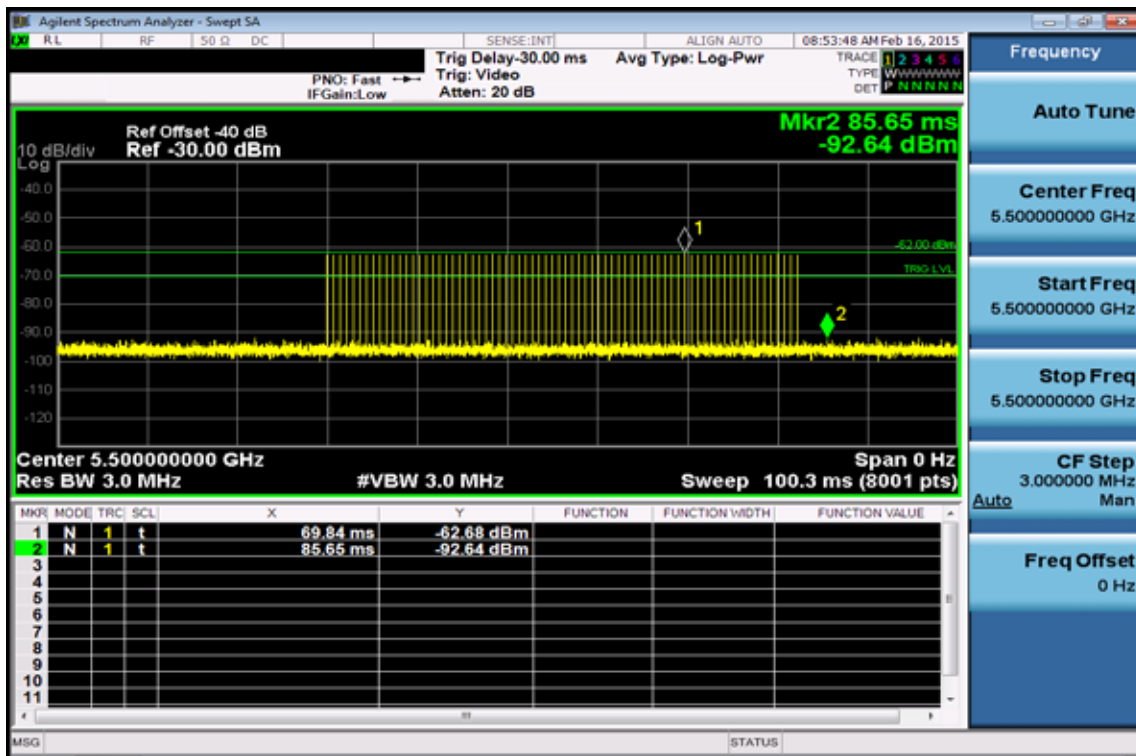 Agilent Spectrum Analyzer - Swept SA
RL RF 50 Ω DC SENSE:INT ALIGN AUTO 08:53:48 AM Feb 16, 2015
Frequency
Trig Delay-30.00 ms Avg Type: Log-Pwr TRACE 1 2 3 4 5 6
PNO: Fast Trig: Video TYPE WWWWWWW
IFGain:Low Atten: 20 dB DET P N N N N N
Auto Tune
Mkr2 85.65 ms
Ref Offset -40 dB
10 dB/div Ref -30.00 dBm -92.64 dBm
Log
-40.0
-50.0
-60.0
-70.0
-80.0
-90.0
-100
-110
-120
1
-62.00 dBm
TRIG LVL
2
Center Freq
5.500000000 GHz
Start Freq
5.500000000 GHz
Stop Freq
5.500000000 GHz
Center 5.500000000 GHz Span 0 Hz
Res BW 3.0 MHz #VBW 3.0 MHz Sweep 100.3 ms (8001 pts)
CF Step
3.000000 MHz
Auto Man
Freq Offset
0 Hz
MKR MODE TRC SCL X Y FUNCTION FUNCTION WIDTH FUNCTION VALUE
1 N 1 t 69.84 ms -62.68 dBm
2 N 1 t 85.65 ms -92.64 dBm
3
4
5
6
7
8
9
10
11
MSG STATUS